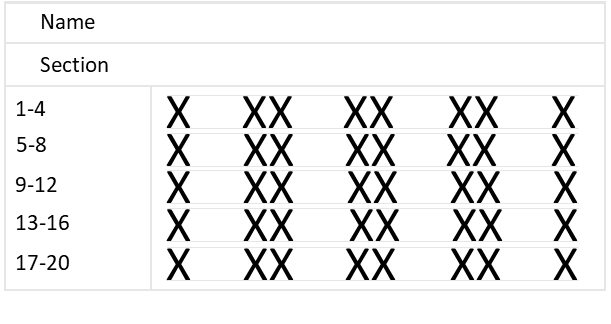 Name
Section
1-4 X XX XX XX X
5-8 X XX XX XX X
9-12 X XX XX XX X
13-16 X XX XX XX X
17-20 X XX XX XX X